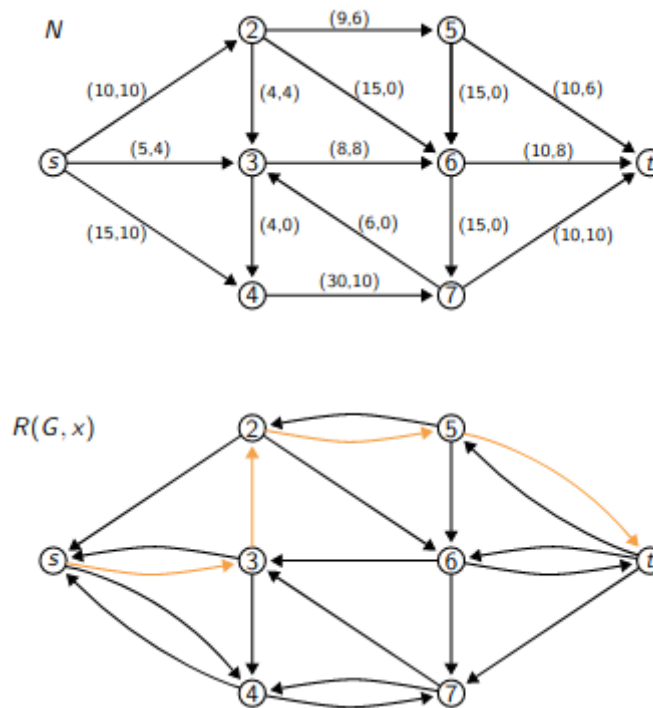 N
2 (9,6) 5
(10,10) (4,4) (15,0) (15,0) (10,6)
s (5,4) 3 (8,8) 6 (10,8) t
(15,10) (4,0) (6,0) (15,0) (10,10)
4 (30,10) 7
R(G, x)
2 5
s 3 6 t
4 7